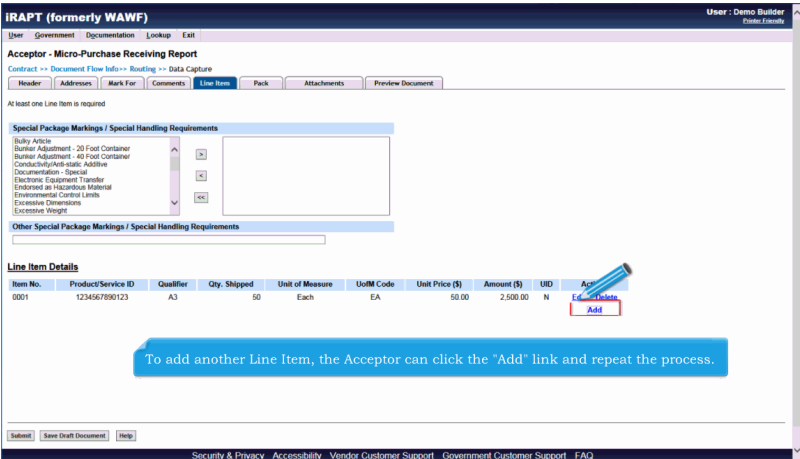 iRAPT (formerly WAWF)
User : Demo Builder
Printer Friendly
User Government Documentation Lookup Exit
Acceptor - Micro-Purchase Receiving Report
Contract >> Document Flow Info>> Routing >> Data Capture
Header Addresses Mark For Comments Line Item Pack Attachments Preview Document
At least one Line Item is required
Special Package Markings / Special Handling Requirements
Bulky Article
Bunker Adjustment - 20 Foot Container
Bunker Adjustment - 40 Foot Container
Conductivity/Anti-static Additive
Documentation - Special
Electronic Equipment Transfer
Endorsed as Hazardous Material
Environmental Control Limits
Excessive Dimensions
Excessive Weight
>
<
<<
Other Special Package Markings / Special Handling Requirements
Line Item Details
Item No. Product/Service ID Qualifier Qty. Shipped Unit of Measure UofM Code Unit Price ($) Amount ($) UID
0001 1234567890123 A3 50 Each EA 50.00 2,500.00 N Delete
Add
To add another Line Item, the Acceptor can click the "Add" link and repeat the process.
Submit Save Draft Document Help
Security & Privacy Accessibility Vendor Customer Support Government Customer Support FAQ